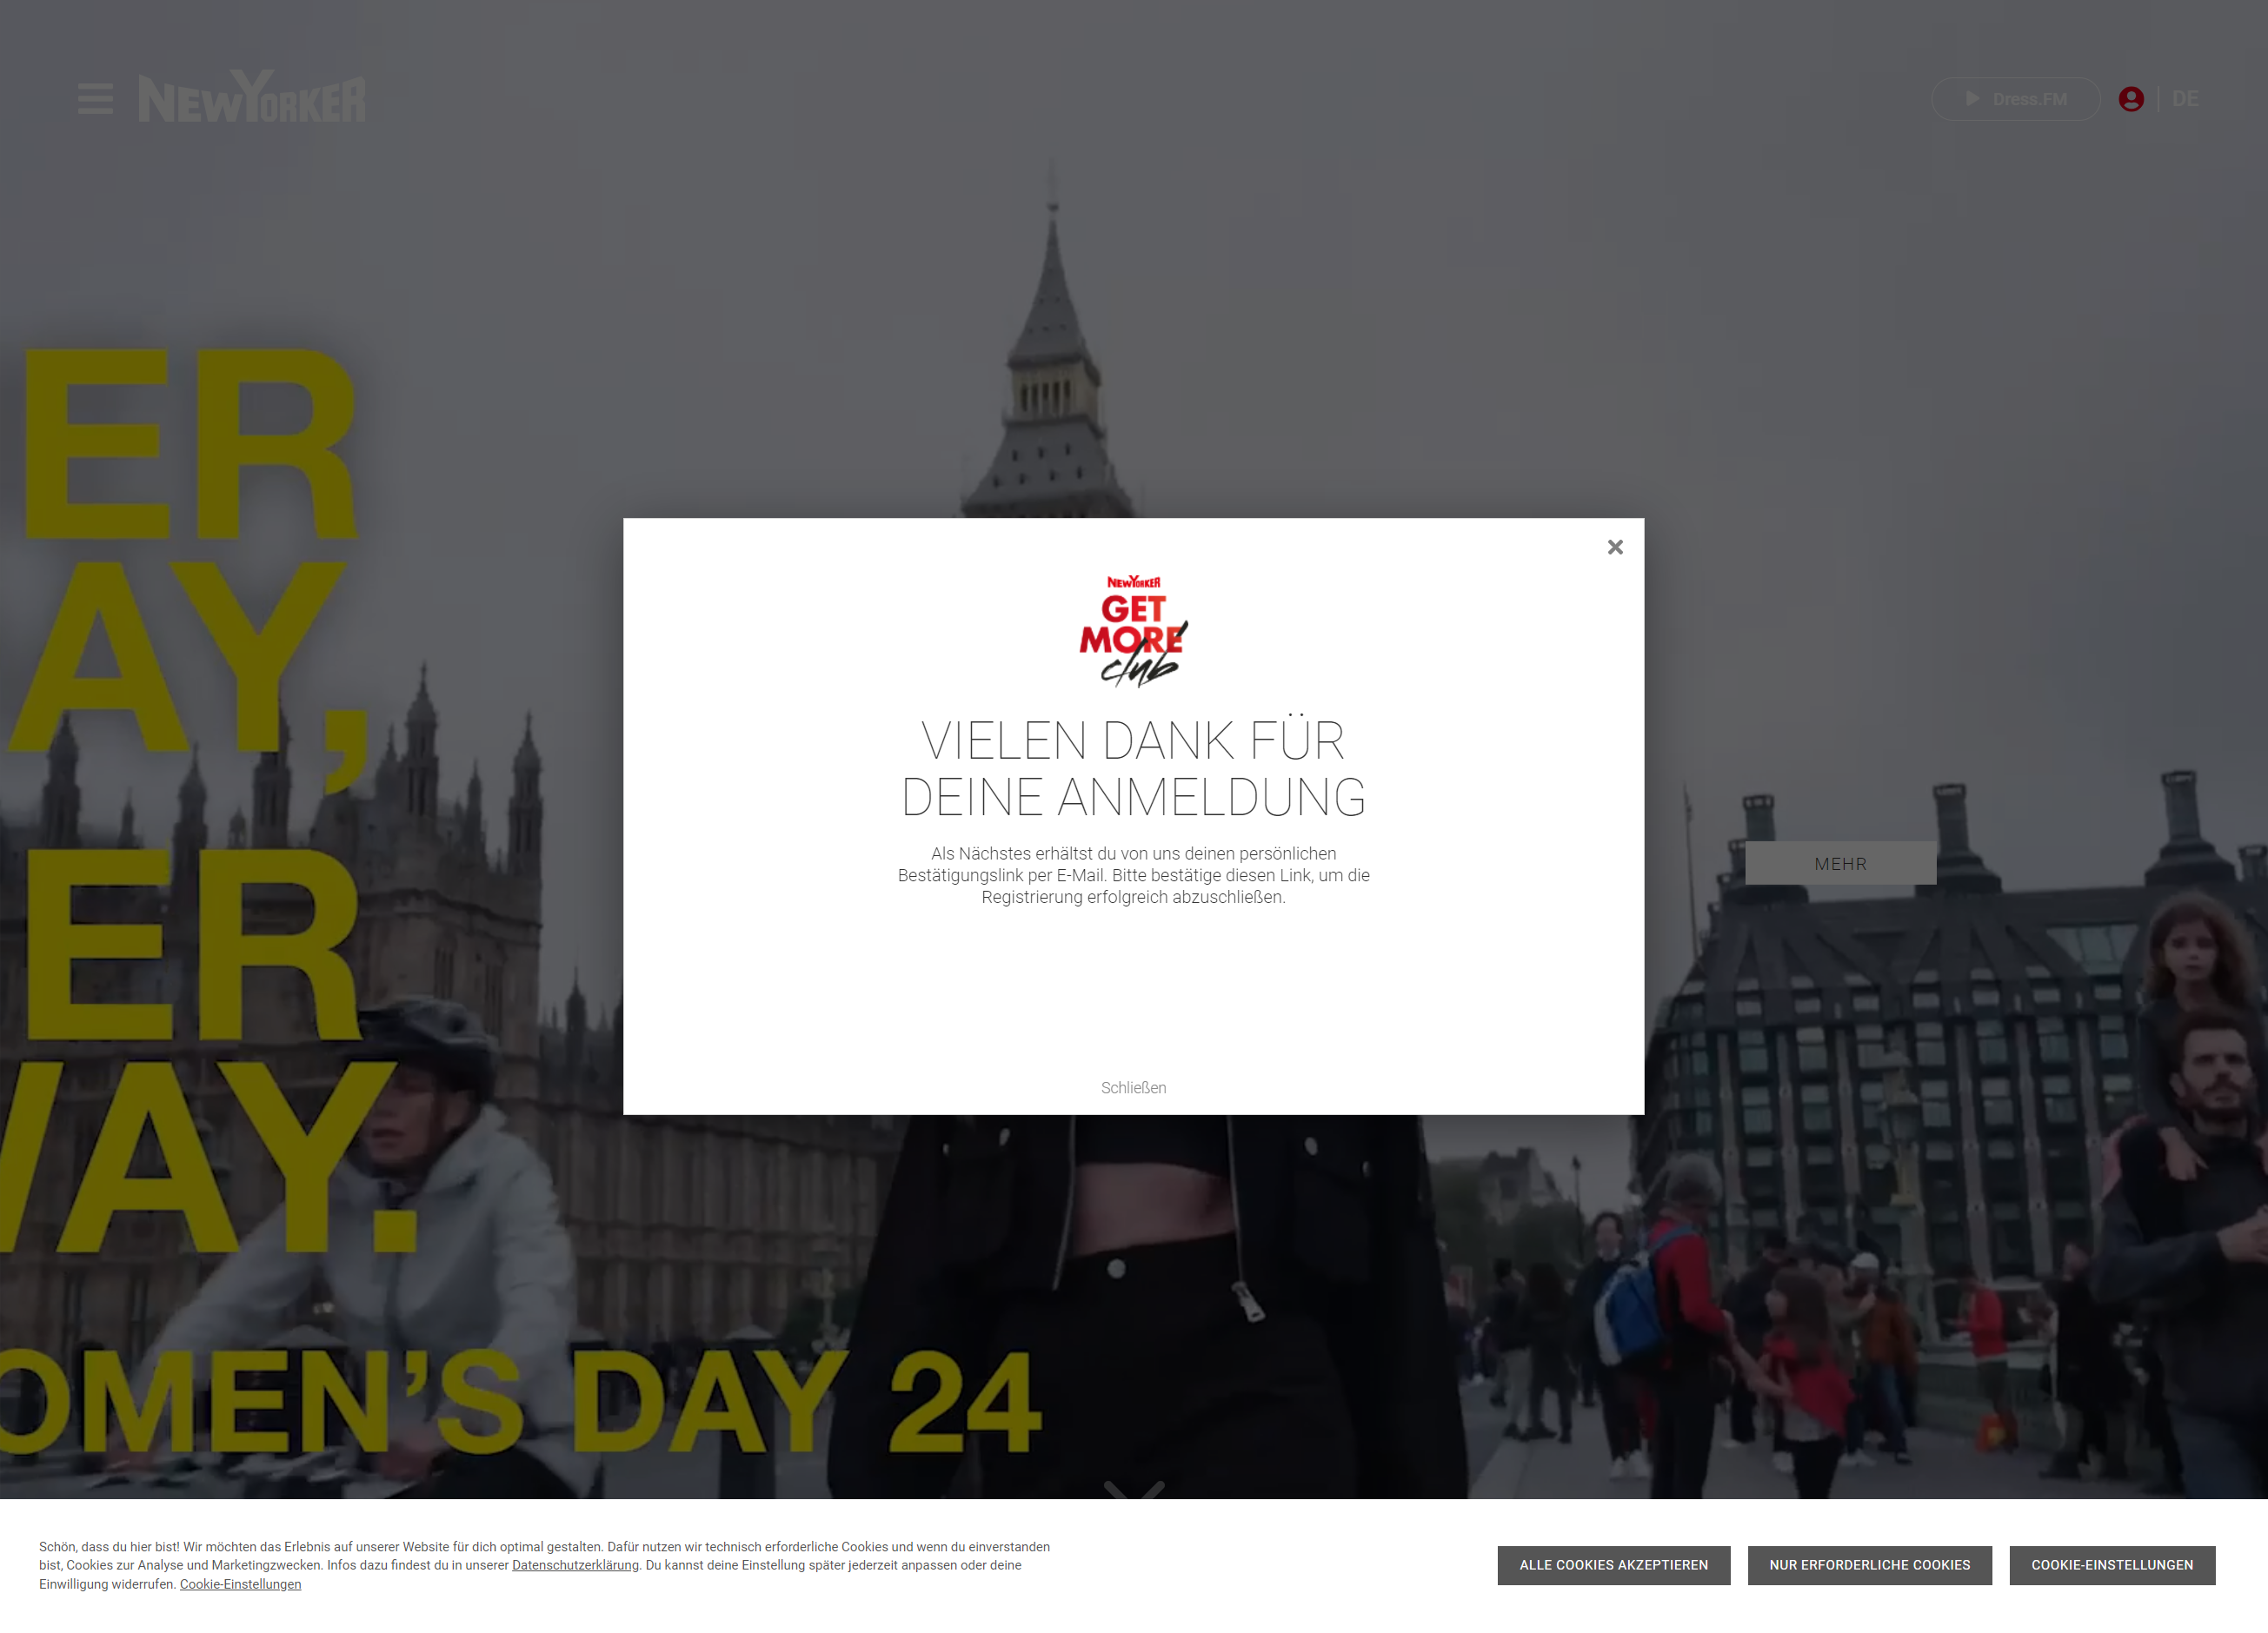 NEWYORKER
Dress.FM
DE
ER
AY,
ER
WAY.
OMEN'S DAY 24
NEWYORKER
GET
MORE
club
VIELEN DANK FÜR
DEINE ANMELDUNG
Als Nächstes erhältst du von uns deinen persönlichen
Bestätigungslink per E-Mail. Bitte bestätige diesen Link, um die
Registrierung erfolgreich abzuschließen.
Schließen
MEHR
Schön, dass du hier bist! Wir möchten das Erlebnis auf unserer Website für dich optimal gestalten. Dafür nutzen wir technisch erforderliche Cookies und wenn du einverstanden
bist, Cookies zur Analyse und Marketingzwecken. Infos dazu findest du in unserer Datenschutzerklärung. Du kannst deine Einstellung später jederzeit anpassen oder deine
Einwilligung widerrufen. Cookie-Einstellungen
ALLE COOKIES AKZEPTIEREN
NUR ERFORDERLICHE COOKIES
COOKIE-EINSTELLUNGEN